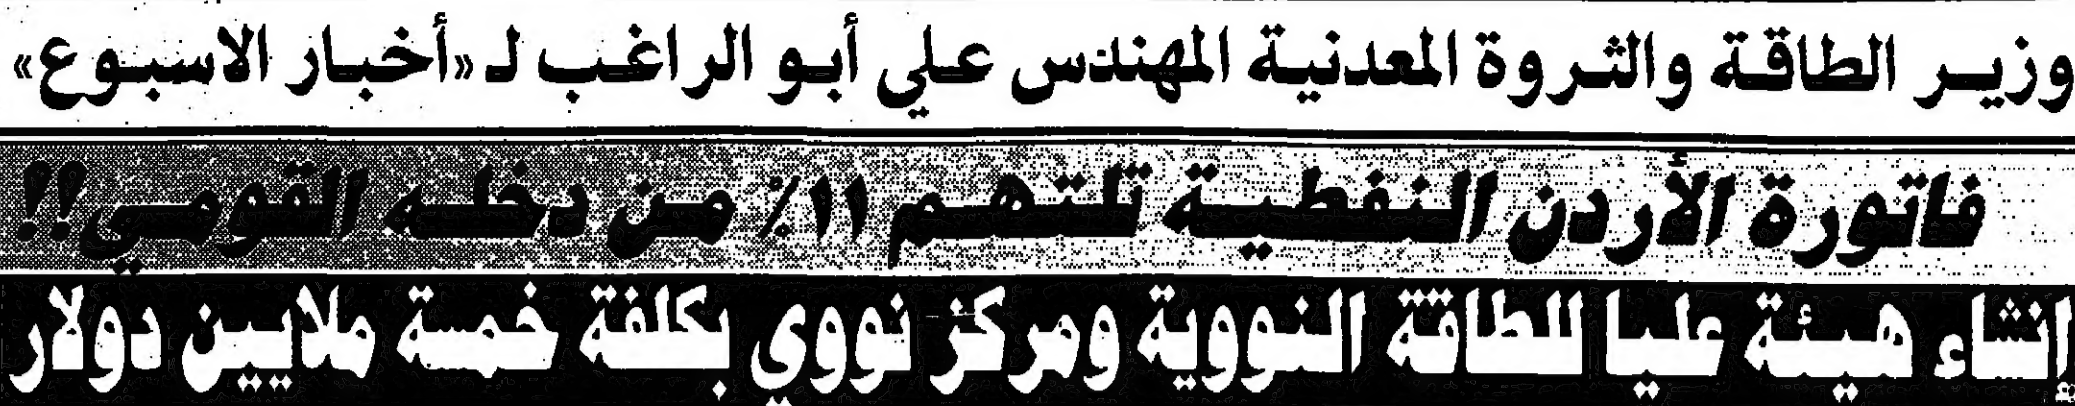 وزير الطاقة والثروة المعدنية المهندس علي أبو الراغب لـ «أخبار الاسبوع»
فاتورة الأردن النفطية تلتهم ١١٪ من دخله القومي!!
إنشاء هيئة عليا للطاقة النووية ومركز نووي بكلفة خمسة ملايين دولار